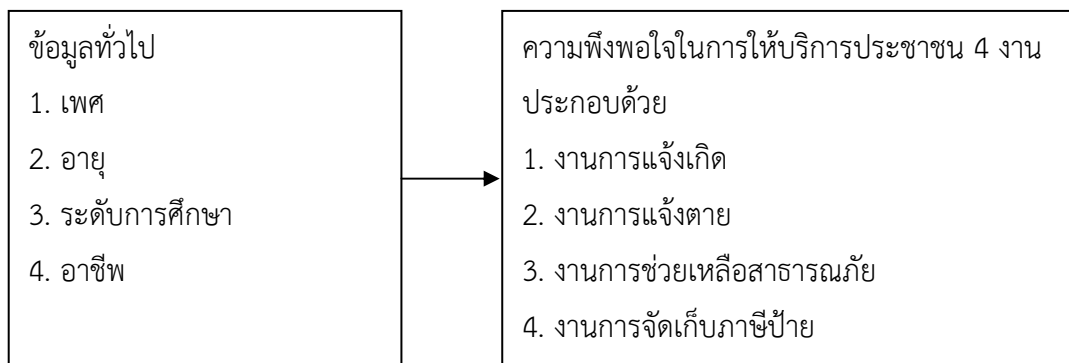 ข้อมูลทั่วไป
1. เพศ
2. อายุ
3. ระดับการศึกษา
4. อาชีพ
ความพึงพอใจในการให้บริการประชาชน 4 งาน
ประกอบด้วย
1. งานการแจ้งเกิด
2. งานการแจ้งตาย
3. งานการช่วยเหลือสาธารณภัย
4. งานการจัดเก็บภาษีป้าย